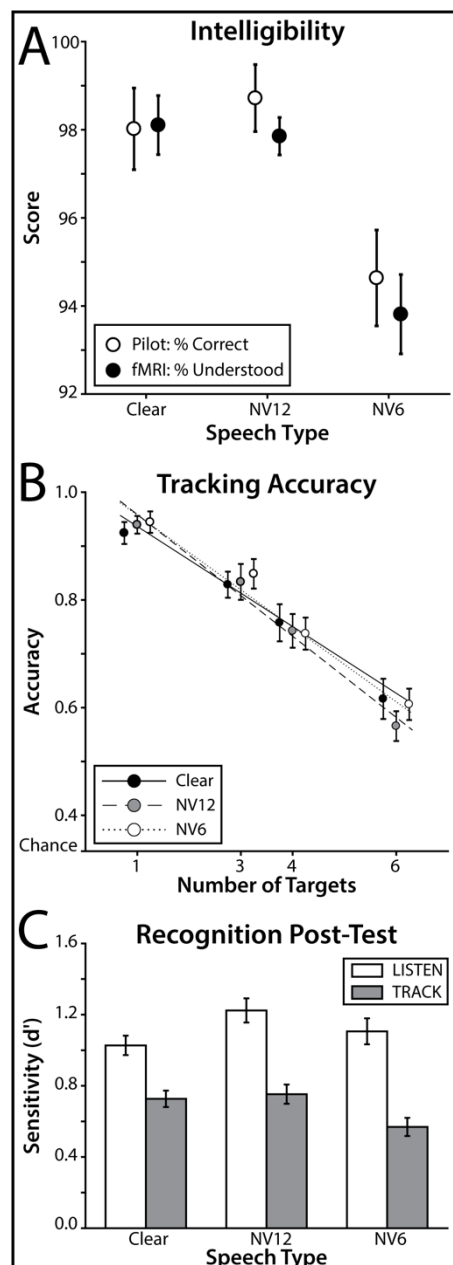 A
Intelligibility
100
98
96
94
92
Score
Pilot: % Correct
fMRI: % Understood
Clear
NV12
NV6
Speech Type
B
Tracking Accuracy
1.0
0.8
0.6
0.4
Chance
Accuracy
Clear
NV12
NV6
1
3
4
6
Number of Targets
C
Recognition Post-Test
1.6
1.2
0.8
0.4
0.0
Sensitivity (d')
LISTEN
TRACK
Clear
NV12
NV6
Speech Type